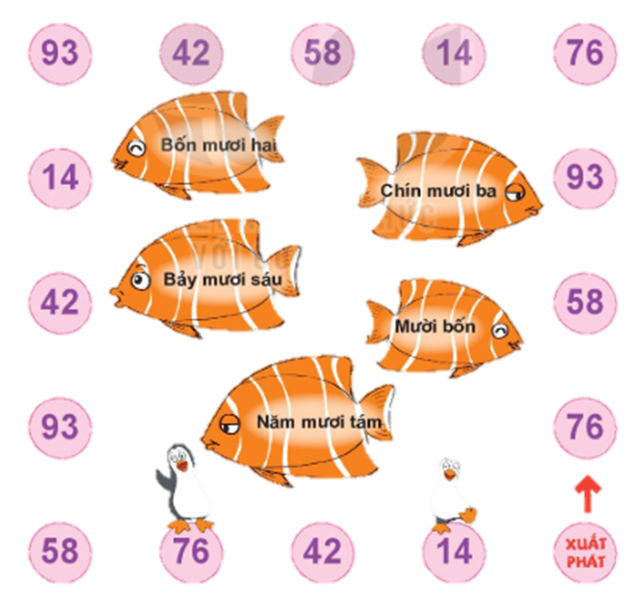 93 42 58 14 76
Bốn mươi hai
14 Chín mươi ba 93
Bảy mươi sáu
42 58
Mười bốn
93 Năm mươi tám 76
58 76 42 14 XUẤT
PHÁT